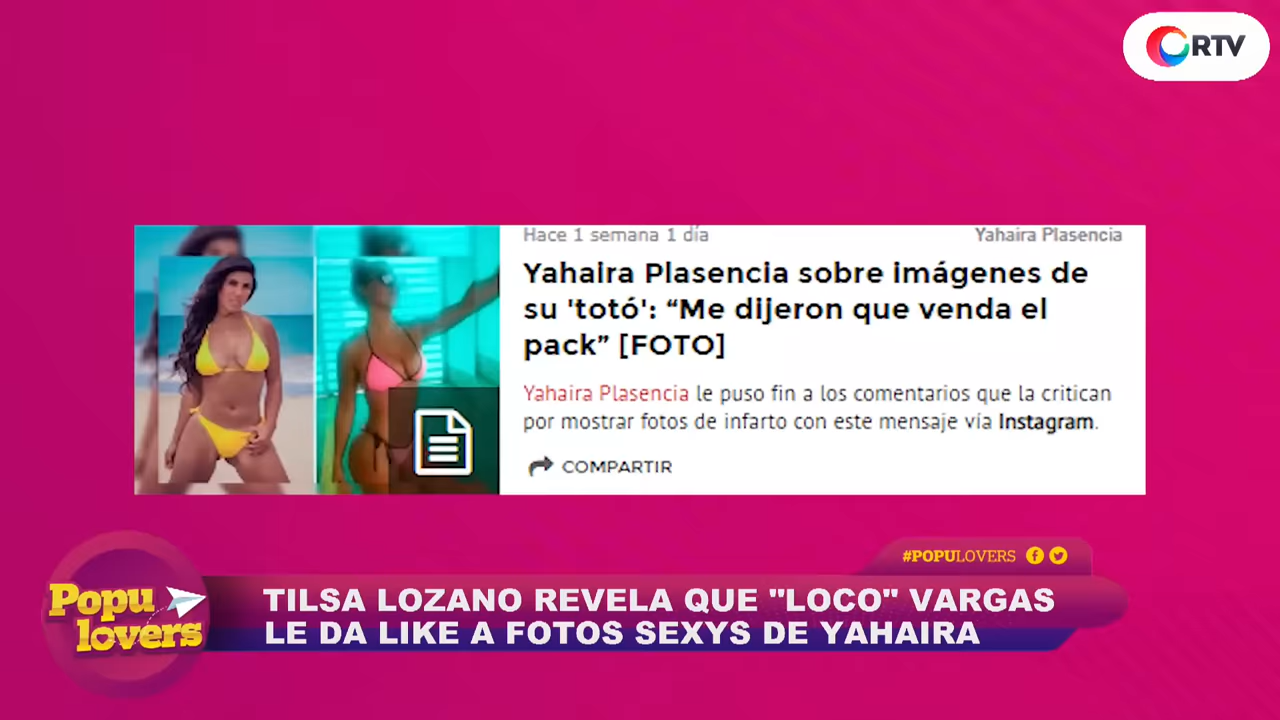 RTV
Hace 1 semana 1 día
Yahaira Plasencia
Yahaira Plasencia sobre imágenes de
su 'totó': “Me dijeron que venda el
pack” [FOTO]
Yahaira Plasencia le puso fin a los comentarios que la critican
por mostrar fotos de infarto con este mensaje vía Instagram.
COMPARTIR
#POPULOVERS
Popu
lovers
TILSA LOZANO REVELA QUE "LOCO" VARGAS
LE DA LIKE A FOTOS SEXYS DE YAHAIRA